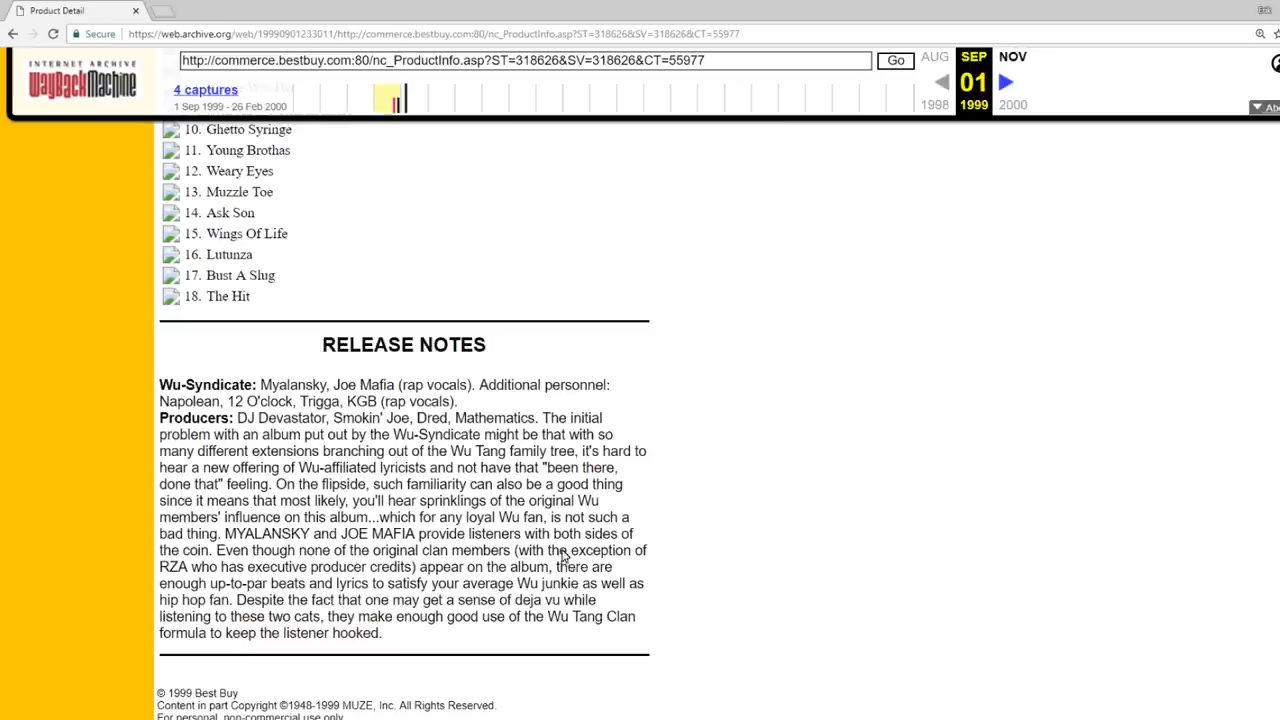 Product Detail
Erik
Secure
https://web.archive.org/web/19990901233011/http://commerce.bestbuy.com:80/nc_ProductInfo.asp?ST=318626&SV=318626&CT=55977
INTERNET ARCHIVE
WayBackMachine
http://commerce.bestbuy.com:80/nc_ProductInfo.asp?ST=318626&SV=318626&CT=55977
Go
AUG
SEP
NOV
4 captures
01
1 Sep 1999 - 26 Feb 2000
1998
1999
2000
10. Ghetto Syringe
11. Young Brothas
12. Weary Eyes
13. Muzzle Toe
14. Ask Son
15. Wings Of Life
16. Lutunza
17. Bust A Slug
18. The Hit
RELEASE NOTES
Wu-Syndicate: Myalansky, Joe Mafia (rap vocals). Additional personnel:
Napolean, 12 O'clock, Trigga, KGB (rap vocals).
Producers: DJ Devastator, Smokin' Joe, Dred, Mathematics. The initial
problem with an album put out by the Wu-Syndicate might be that with so
many different extensions branching out of the Wu Tang family tree, it's hard to
hear a new offering of Wu-affiliated lyricists and not have that "been there,
done that" feeling. On the flipside, such familiarity can also be a good thing
since it means that most likely, you'll hear sprinklings of the original Wu
members' influence on this album...which for any loyal Wu fan, is not such a
bad thing. MYALANSKY and JOE MAFIA provide listeners with both sides of
the coin. Even though none of the original clan members (with the exception of
RZA who has executive producer credits) appear on the album, there are
enough up-to-par beats and lyrics to satisfy your average Wu junkie as well as
hip hop fan. Despite the fact that one may get a sense of deja vu while
listening to these two cats, they make enough good use of the Wu Tang Clan
formula to keep the listener hooked.
© 1999 Best Buy
Content in part Copyright ©1948-1999 MUZE, Inc. All Rights Reserved.
For personal, non-commercial use only.